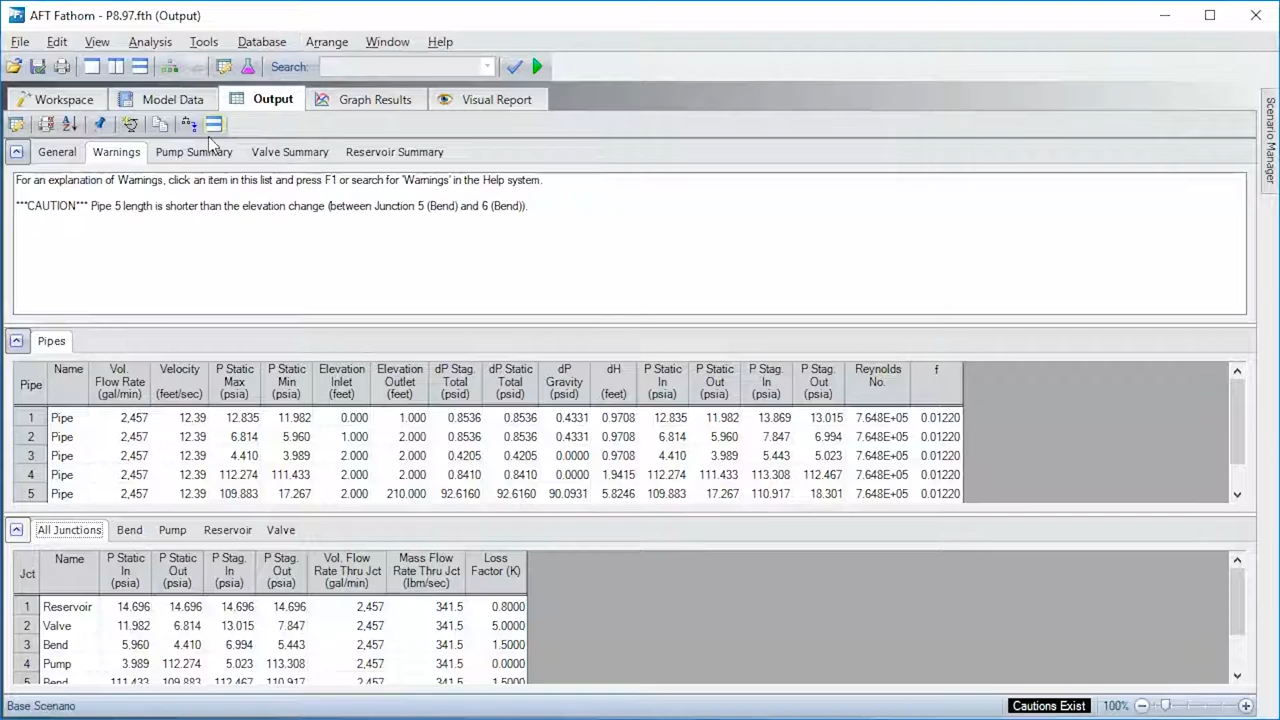 AFT Fathom - P8.97.fth (Output)
File Edit View Analysis Tools Database Arrange Window Help
Search:
Workspace Model Data Output Graph Results Visual Report
General Warnings Pump Summary Valve Summary Reservoir Summary
For an explanation of Warnings, click an item in this list and press F1 or search for 'Warnings' in the Help system.
***CAUTION*** Pipe 5 length is shorter than the elevation change (between Junction 5 (Bend) and 6 (Bend)).
Scenario Manager
Pipes
Pipe Name Vol. Flow Rate (gal/min) Velocity (feet/sec) P Static Max (psia) P Static Min (psia) Elevation Inlet (feet) Elevation Outlet (feet) dP Stag. Total (psid) dP Static Total (psid) dP Gravity (psid) dH (feet) P Static In (psia) P Static Out (psia) P Stag. In (psia) P Stag. Out (psia) Reynolds No. f
1 Pipe 2,457 12.39 12.835 11.982 0.000 1.000 0.8536 0.8536 0.4331 0.9708 12.835 11.982 13.869 13.015 7.648E+05 0.01220
2 Pipe 2,457 12.39 6.814 5.960 1.000 2.000 0.8536 0.8536 0.4331 0.9708 6.814 5.960 7.847 6.994 7.648E+05 0.01220
3 Pipe 2,457 12.39 4.410 3.989 2.000 2.000 0.4205 0.4205 0.0000 0.9708 4.410 3.989 5.443 5.023 7.648E+05 0.01220
4 Pipe 2,457 12.39 112.274 111.433 2.000 2.000 0.8410 0.8410 0.0000 1.9415 112.274 111.433 113.308 112.467 7.648E+05 0.01220
5 Pipe 2,457 12.39 109.883 17.267 2.000 210.000 92.6160 92.6160 90.0931 5.8246 109.883 17.267 110.917 18.301 7.648E+05 0.01220
All Junctions Bend Pump Reservoir Valve
Jct Name P Static In (psia) P Static Out (psia) P Stag. In (psia) P Stag. Out (psia) Vol. Flow Rate Thru Jct (gal/min) Mass Flow Rate Thru Jct (lbm/sec) Loss Factor (K)
1 Reservoir 14.696 14.696 14.696 14.696 2,457 341.5 0.8000
2 Valve 11.982 6.814 13.015 7.847 2,457 341.5 5.0000
3 Bend 5.960 4.410 6.994 5.443 2,457 341.5 1.5000
4 Pump 3.989 112.274 5.023 113.308 2,457 341.5 0.0000
5 Bend 111.433 109.883 112.467 110.917 2,457 341.5 1.5000
Base Scenario Cautions Exist 100%